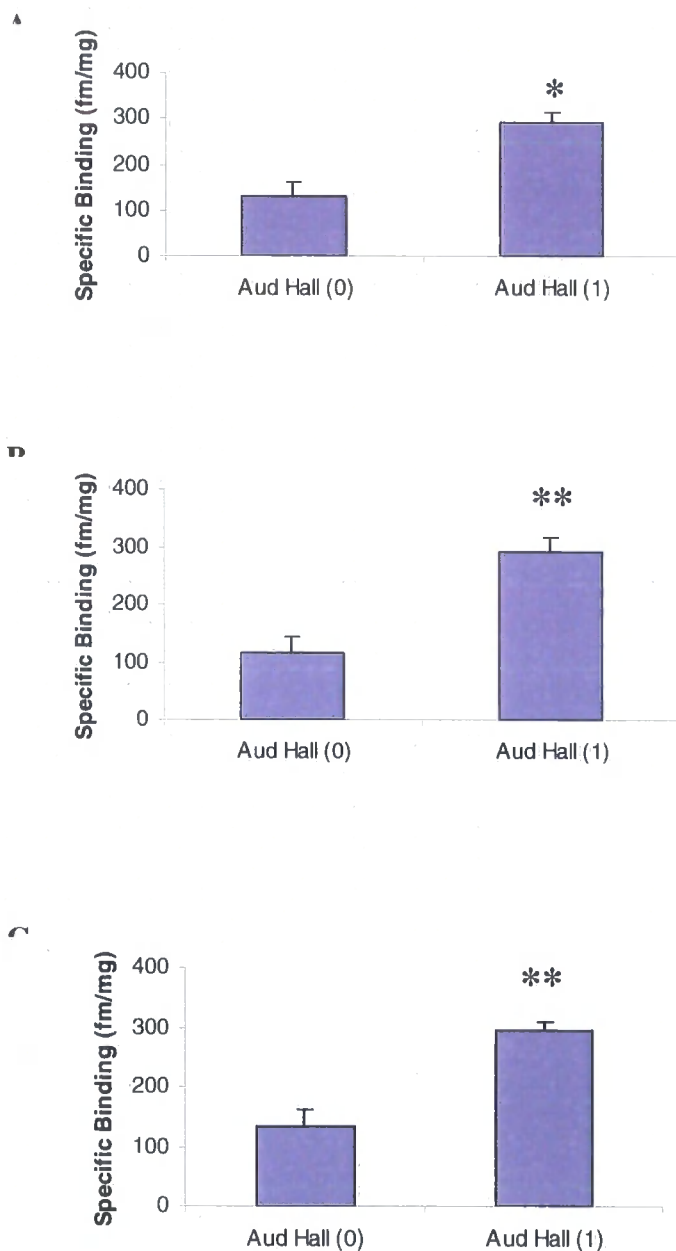 A
Specific Binding (fm/mg)
400
300
200
100
0
*
Aud Hall (0)
Aud Hall (1)
Specific Binding (fm/mg)
400
300
200
100
0
**
Aud Hall (0)
Aud Hall (1)
Specific Binding (fm/mg)
400
300
200
100
0
**
Aud Hall (0)
Aud Hall (1)